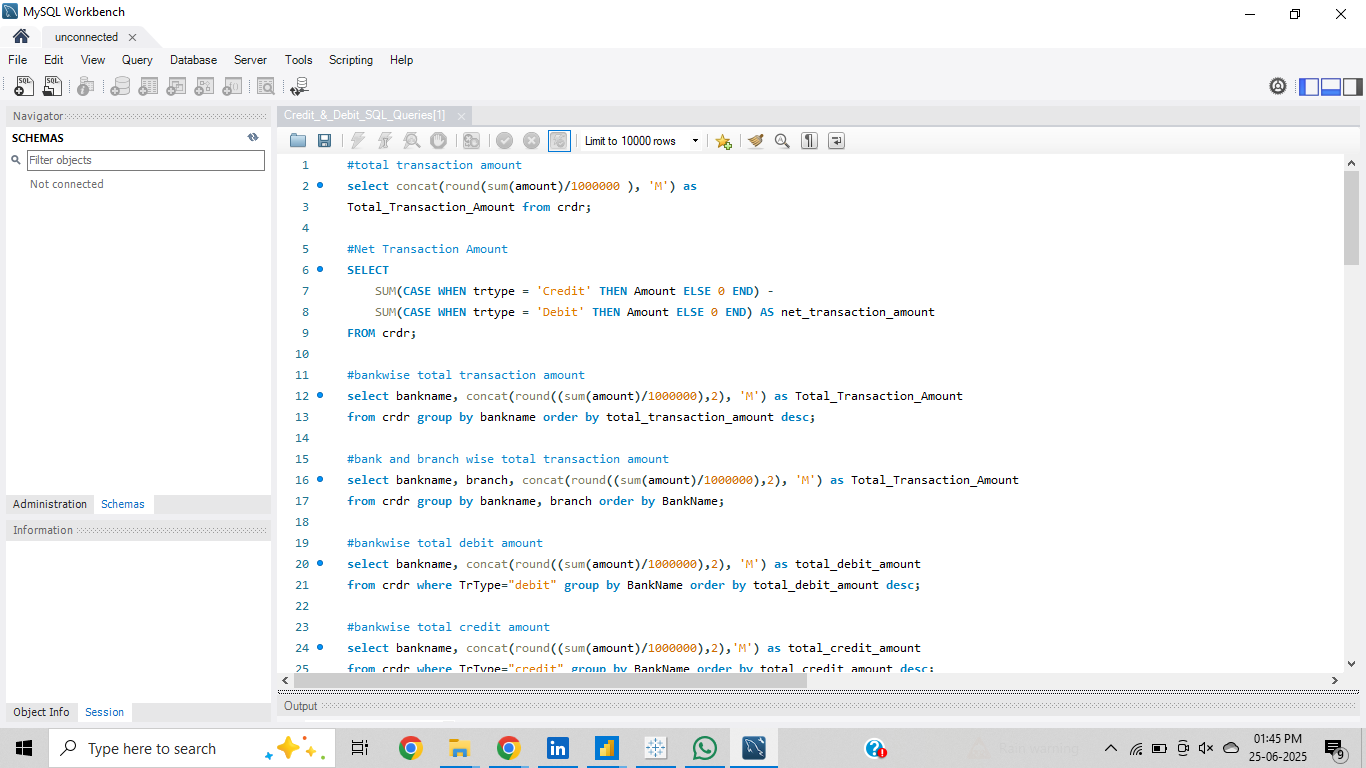 MySQL Workbench
unconnected
File Edit View Query Database Server Tools Scripting Help
Navigator
SCHEMAS
Filter objects
Not connected
Administration Schemas
Information
Object Info Session
Credit_&_Debit_SQL_Queries[1]
Limit to 10000 rows
1 #total transaction amount
2 select concat(round(sum(amount)/1000000 ), 'M') as
3 Total_Transaction_Amount from crdr;
4
5 #Net Transaction Amount
6 SELECT
7 SUM(CASE WHEN trtype = 'Credit' THEN Amount ELSE 0 END) -
8 SUM(CASE WHEN trtype = 'Debit' THEN Amount ELSE 0 END) AS net_transaction_amount
9 FROM crdr;
10
11 #bankwise total transaction amount
12 select bankname, concat(round((sum(amount)/1000000),2), 'M') as Total_Transaction_Amount
13 from crdr group by bankname order by total_transaction_amount desc;
14
15 #bank and branch wise total transaction amount
16 select bankname, branch, concat(round((sum(amount)/1000000),2), 'M') as Total_Transaction_Amount
17 from crdr group by bankname, branch order by BankName;
18
19 #bankwise total debit amount
20 select bankname, concat(round((sum(amount)/1000000),2), 'M') as total_debit_amount
21 from crdr where TrType="debit" group by BankName order by total_debit_amount desc;
22
23 #bankwise total credit amount
24 select bankname, concat(round((sum(amount)/1000000),2),'M') as total_credit_amount
25 from crdr where TrType="credit" group by BankName order by total_credit_amount desc;
Output
Type here to search
Rain warning
01:45 PM
25-06-2025
9